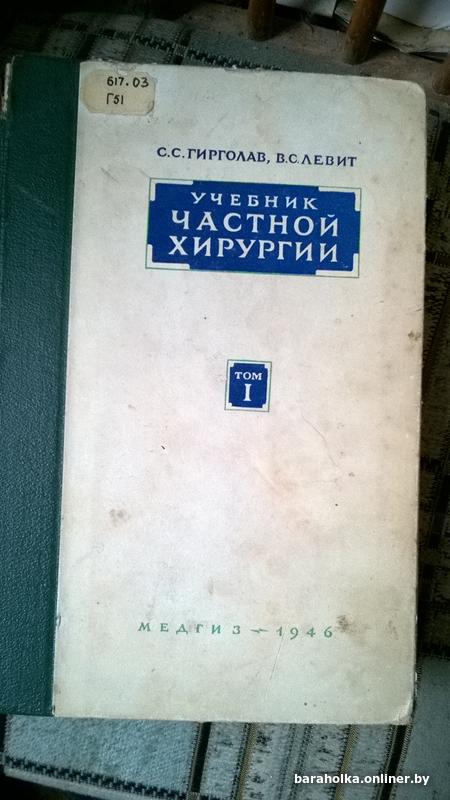 617.03
Г51
С.С.ГИРГОЛАВ, В.С.ЛЕВИТ
УЧЕБНИК
ЧАСТНОЙ
ХИРУРГИИ
ТОМ
I
МЕДГИЗ ~ 1946
baraholka.onliner.by